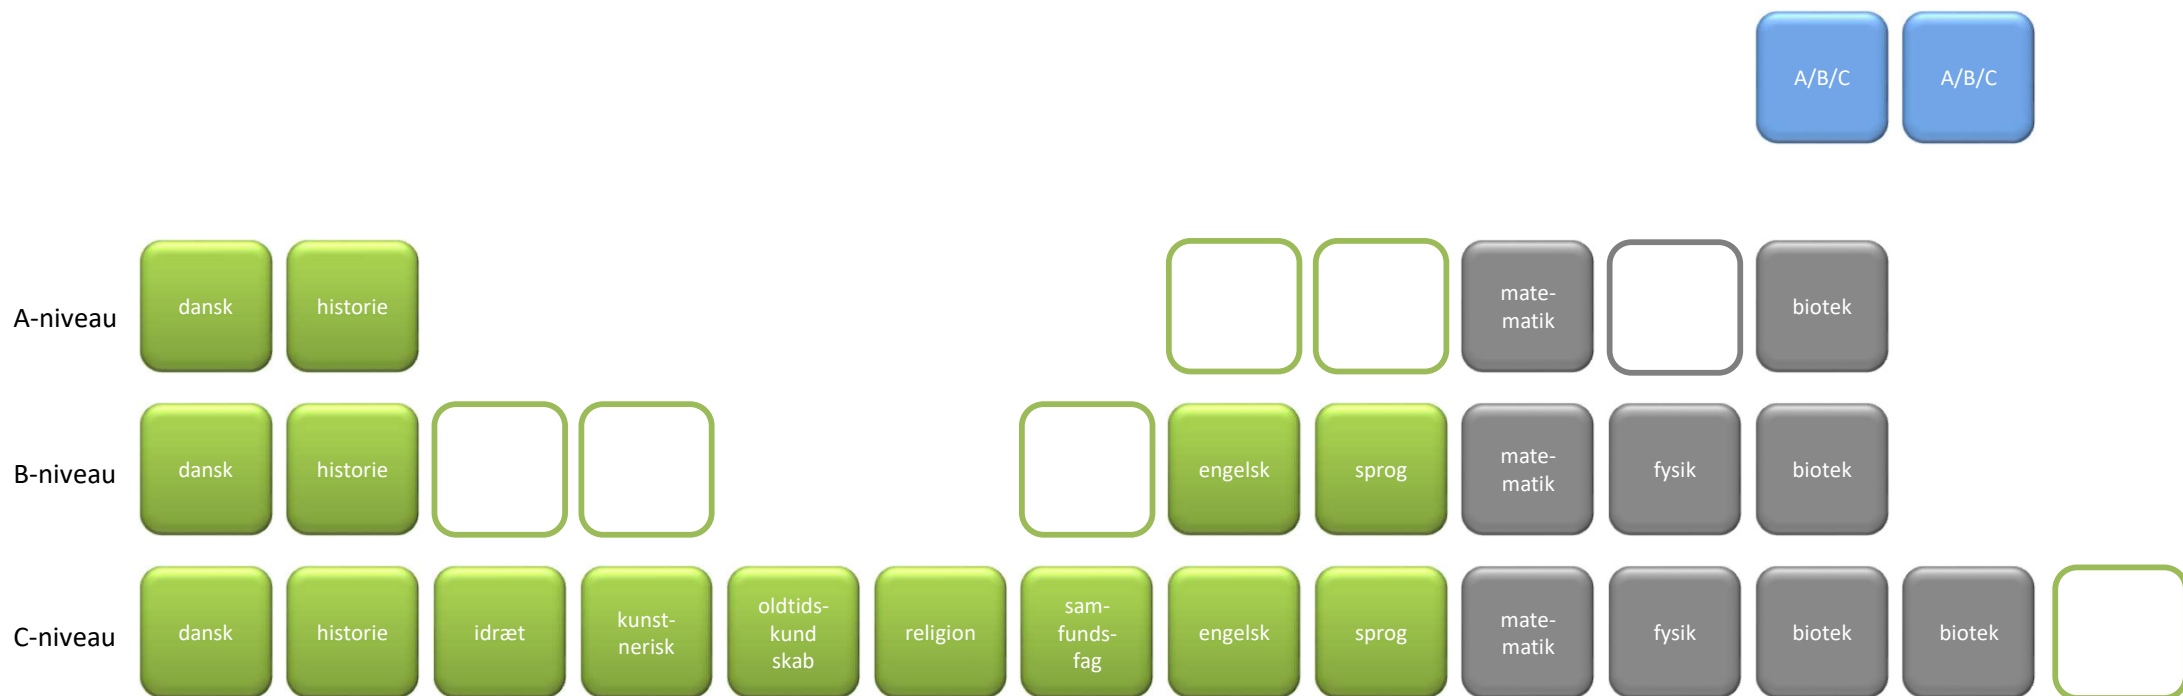 A/B/C A/B/C
A-niveau dansk historie mate-
matik biotek
B-niveau dansk historie engelsk sprog mate-
matik fysik biotek
C-niveau dansk historie idræt kunst-
nerisk oldtids-
kund
skab religion sam-
funds-
fag engelsk sprog mate-
matik fysik biotek biotek